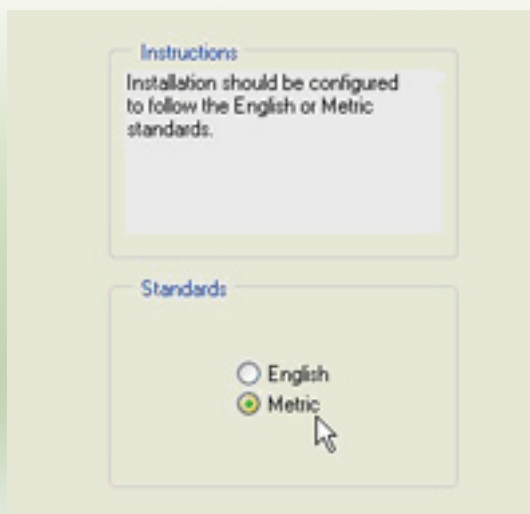 Instructions
Installation should be configured
to follow the English or Metric
standards.
Standards
English
Metric